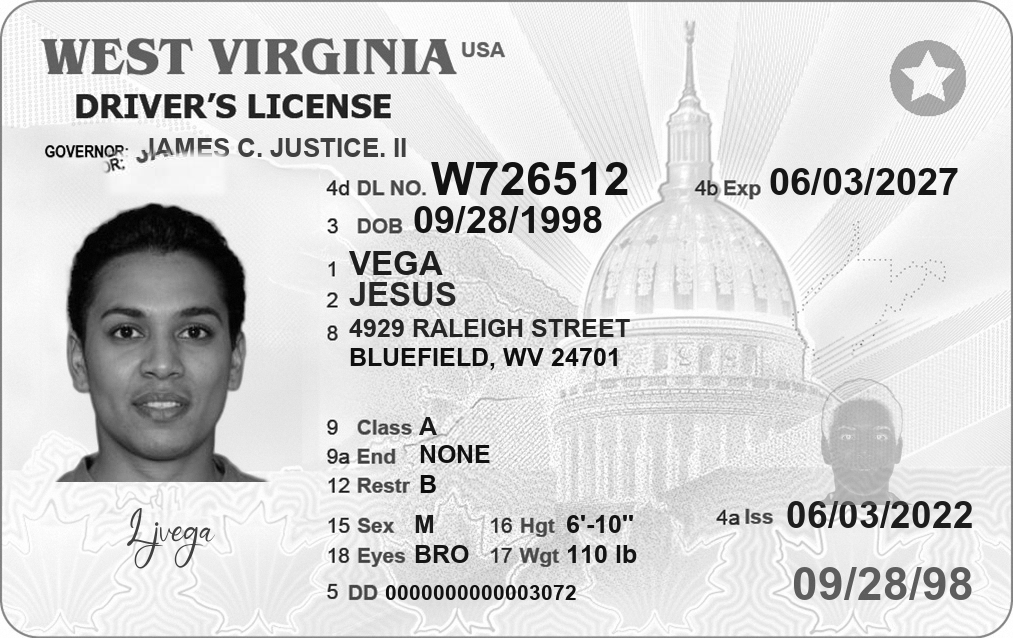 WEST VIRGINIA USA
DRIVER'S LICENSE
GOVERNOR: JAMES C. JUSTICE. II
OR:
4d DL NO. W726512 4b Exp 06/03/2027
3 DOB 09/28/1998
1 VEGA
2 JESUS
8 4929 RALEIGH STREET
BLUEFIELD, WV 24701
9 Class A
9a End NONE
12 Restr B
15 Sex M 16 Hgt 6'-10" 4a Iss 06/03/2022
18 Eyes BRO 17 Wgt 110 lb
Ljvega
5 DD 0000000000003072 09/28/98